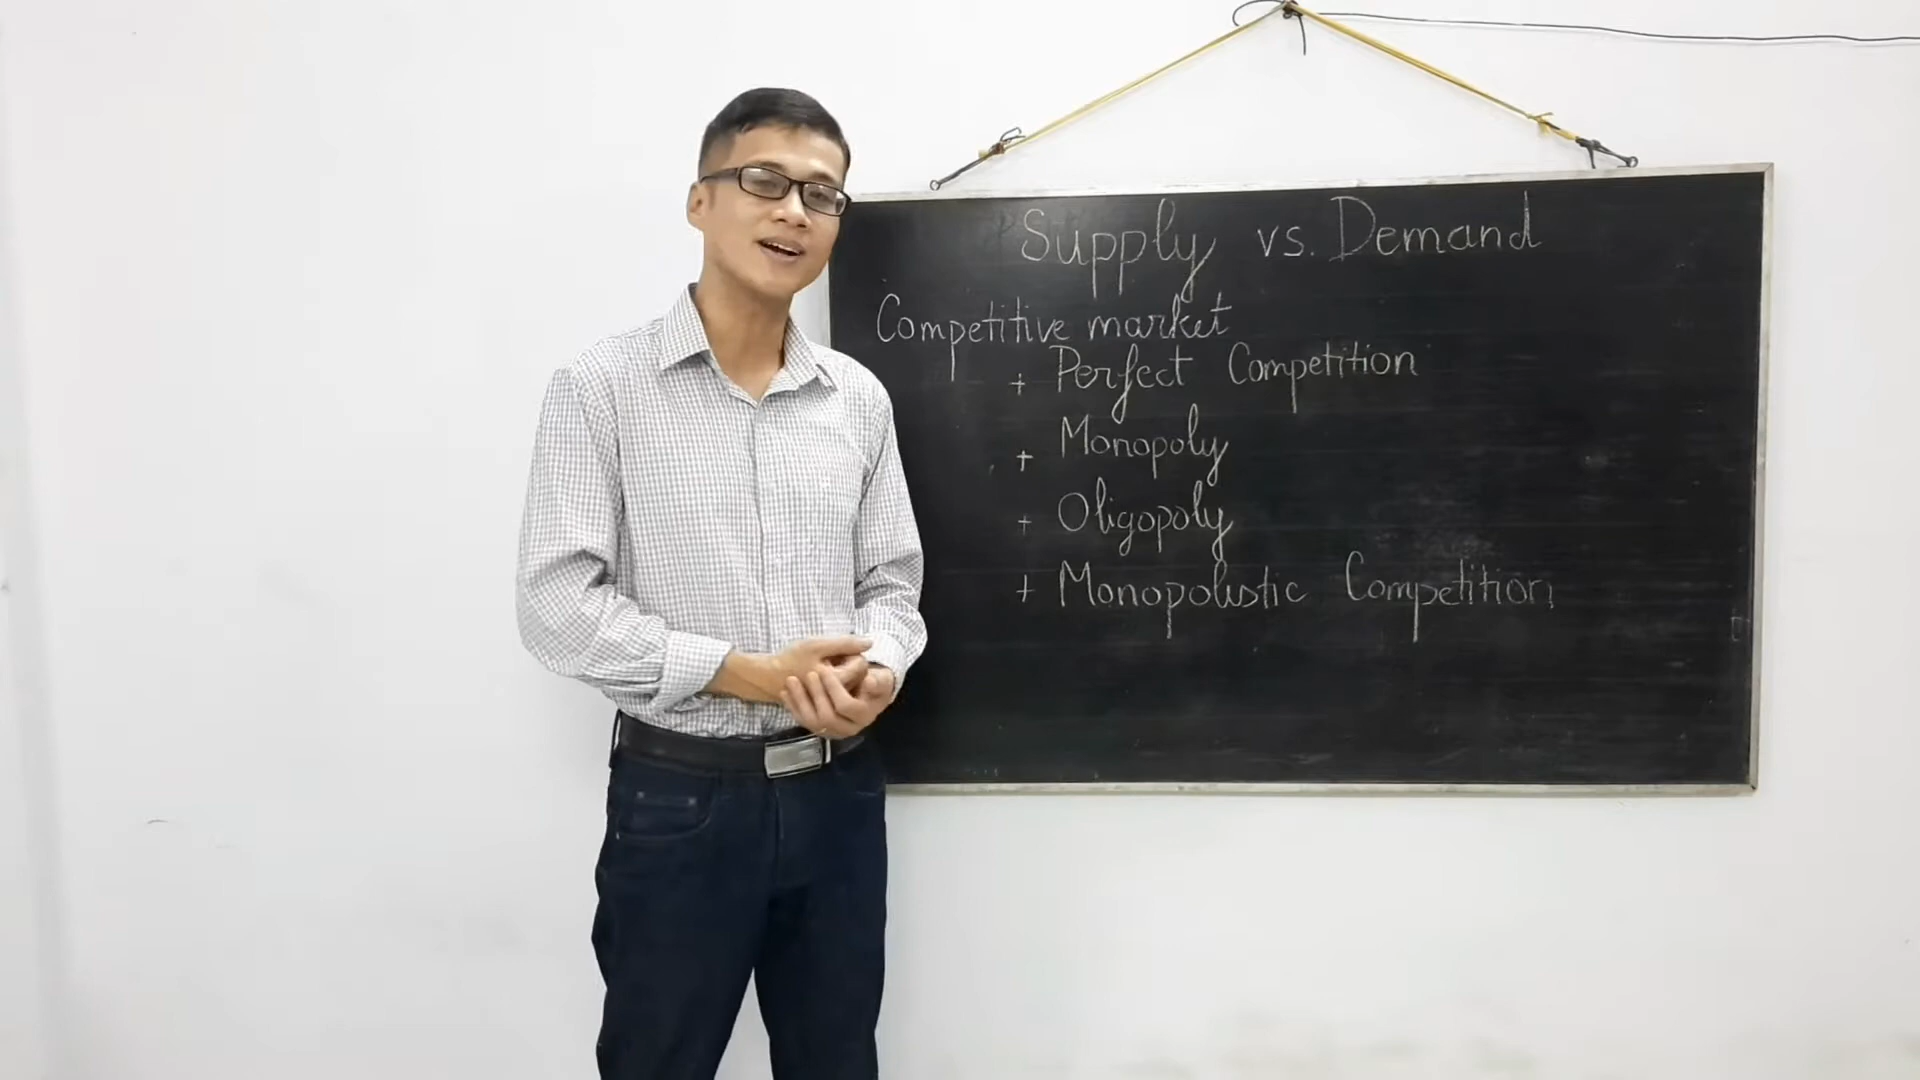 Supply vs. Demand
Competitive market
+ Perfect Competition
+ Monopoly
+ Oligopoly
+ Monopolistic Competition